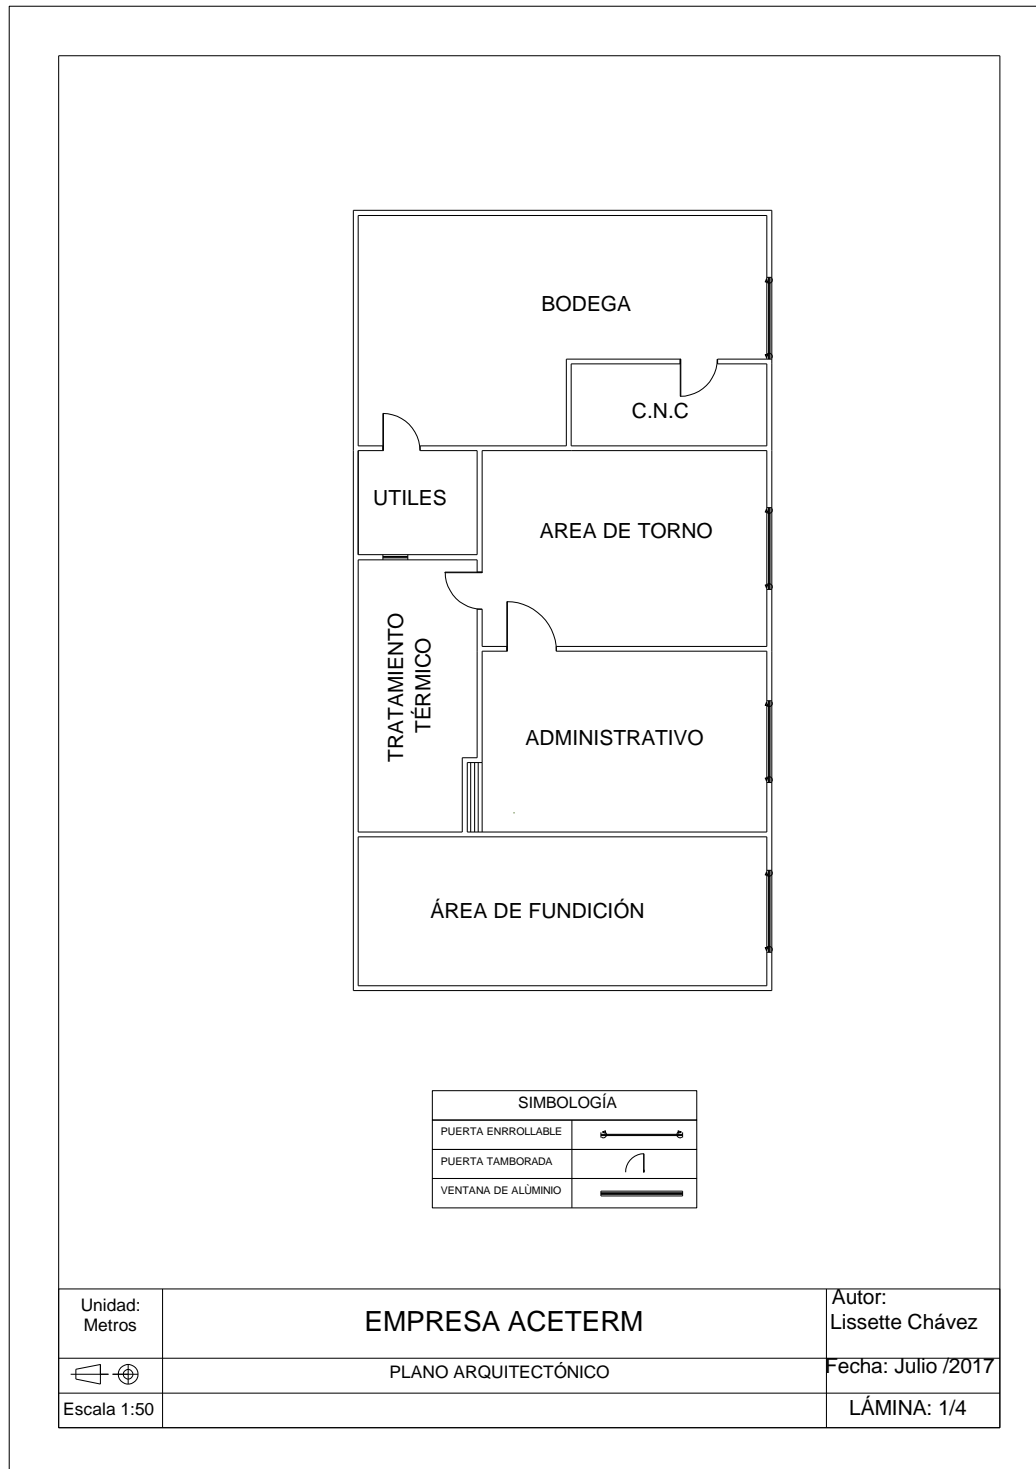 BODEGA
C.N.C
UTILES
AREA DE TORNO
TRATAMIENTO
TÉRMICO
ADMINISTRATIVO
ÁREA DE FUNDICIÓN
SIMBOLOGÍA
PUERTA ENRROLLABLE
PUERTA TAMBORADA
VENTANA DE ALÙMINIO
Unidad:
Metros
EMPRESA ACETERM
Autor:
Lissette Chávez
PLANO ARQUITECTÓNICO
Fecha: Julio /2017
Escala 1:50
LÁMINA: 1/4